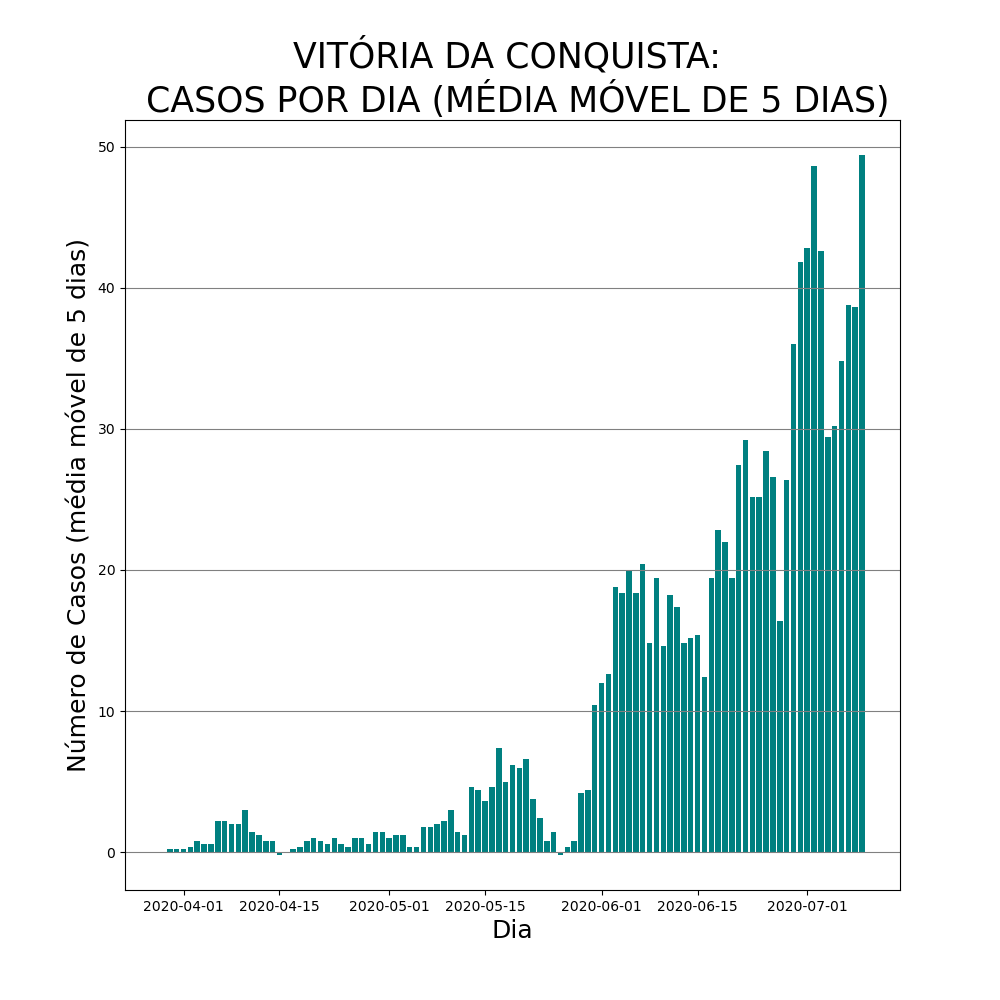 VITÓRIA DA CONQUISTA:
CASOS POR DIA (MÉDIA MÓVEL DE 5 DIAS)
Número de Casos (média móvel de 5 dias)
50
40
30
20
10
0
2020-04-01 2020-04-15 2020-05-01 2020-05-15 2020-06-01 2020-06-15 2020-07-01
Dia